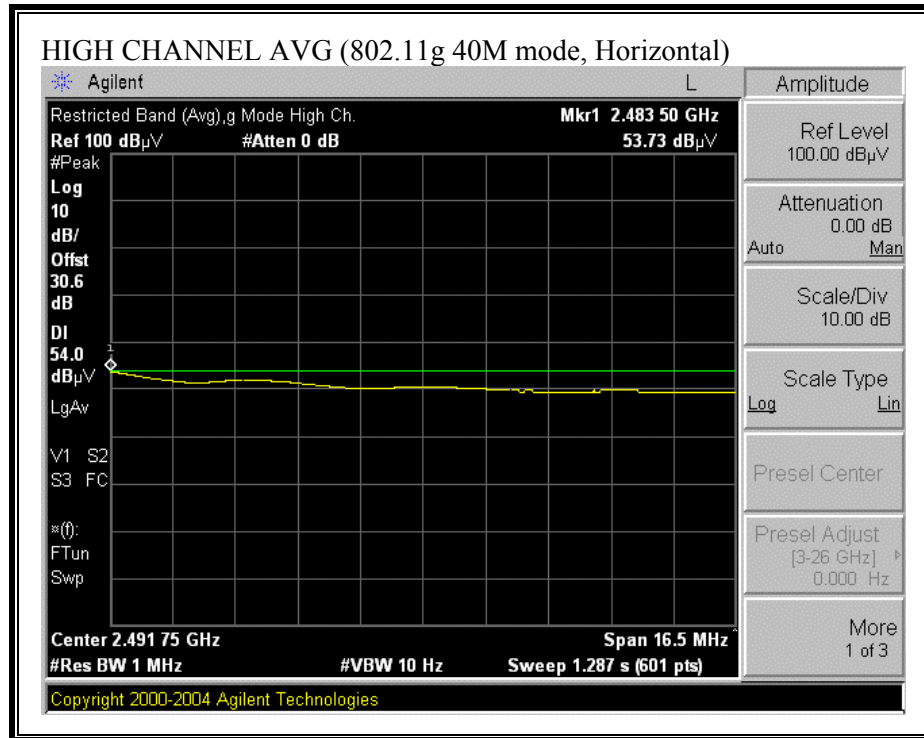 HIGH CHANNEL AVG (802.11g 40M mode, Horizontal)
Agilent L
Restricted Band (Avg),g Mode High Ch.
Mkr1 2.483 50 GHz
Ref 100 dBµV #Atten 0 dB 53.73 dBµV
#Peak
Log
10
dB/
Offst
30.6
dB
DI
54.0
dBµV
LgAv
V1 S2
S3 FC
¤(f):
FTun
Swp
1
Center 2.491 75 GHz Span 16.5 MHz
#Res BW 1 MHz #VBW 10 Hz Sweep 1.287 s (601 pts)
Copyright 2000-2004 Agilent Technologies
Amplitude
Ref Level
100.00 dBµV
Attenuation
0.00 dB
Auto Man
Scale/Div
10.00 dB
Scale Type
Log Lin
Presel Center
Presel Adjust
[3-26 GHz]
0.000 Hz
More
1 of 3